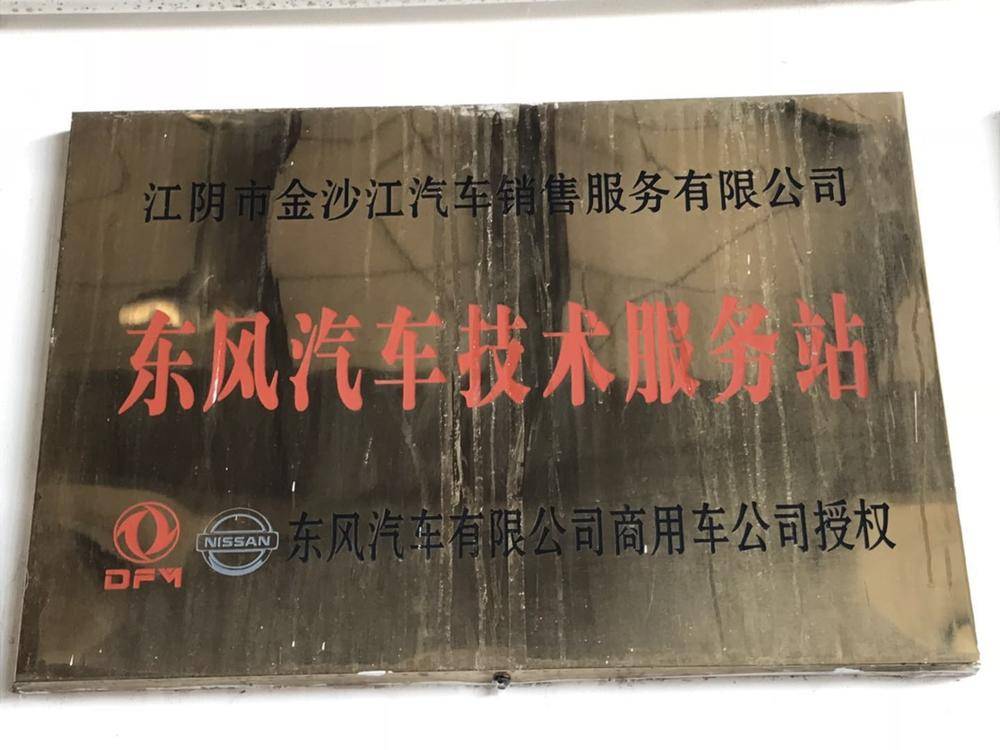 江阴市金沙江汽车销售服务有限公司
东风汽车技术服务站
DFM NISSAN 东风汽车有限公司商用车公司授权